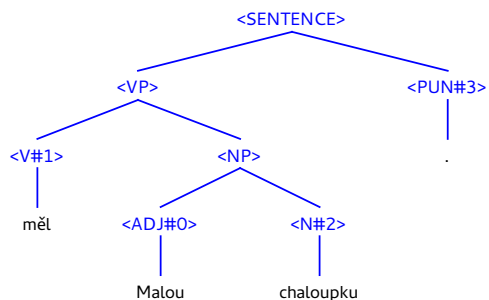 <SENTENCE>
<VP> <PUN#3>
<V#1> <NP> .
měl <ADJ#0> <N#2>
Malou chaloupku